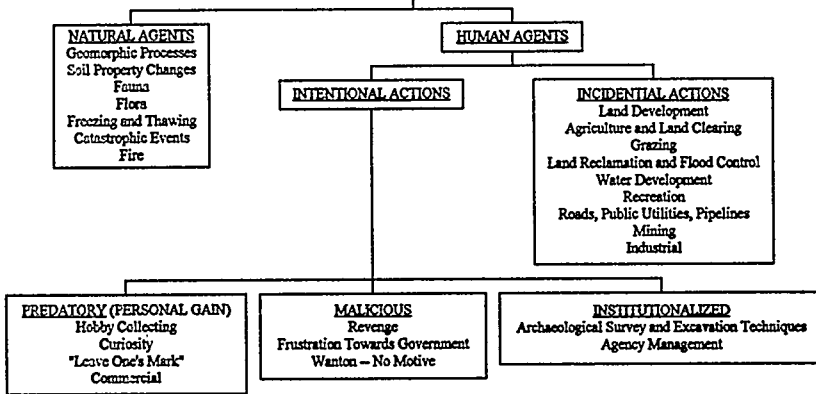 NATURAL AGENTS
Geomorphic Processes
Soil Property Changes
Fauna
Flora
Freezing and Thawing
Catastrophic Events
Fire
HUMAN AGENTS
INTENTIONAL ACTIONS
INCIDENTIAL ACTIONS
Land Development
Agriculture and Land Clearing
Grazing
Land Reclamation and Flood Control
Water Development
Recreation
Roads, Public Utilities, Pipelines
Mining
Industrial
PREDATORY (PERSONAL GAIN)
Hobby Collecting
Curiosity
"Leave One's Mark"
Commercial
MALICIOUS
Revenge
Frustration Towards Government
Wanton -- No Motive
INSTITUTIONALIZED
Archaeological Survey and Excavation Techniques
Agency Management